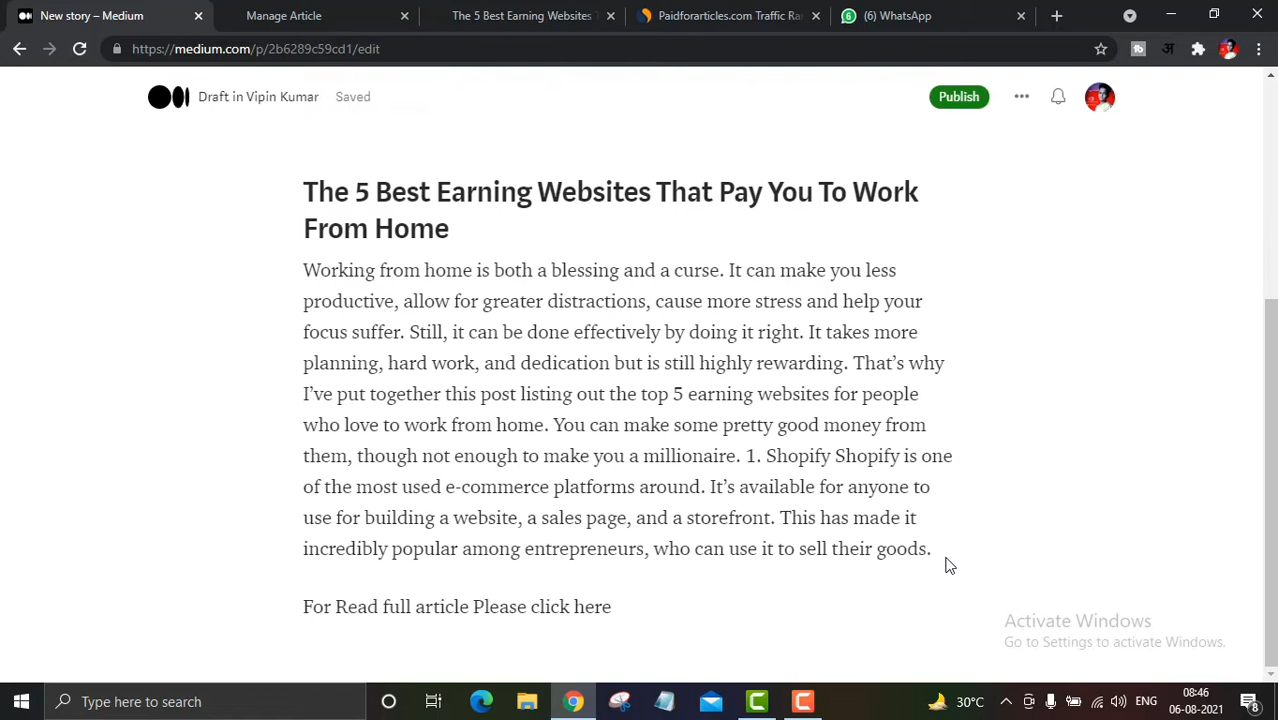 New story - Medium
Manage Article
The 5 Best Earning Websites T
Paidforarticles.com Traffic Ra
(6) WhatsApp
https://medium.com/p/2b6289c59cd1/edit
अ
Draft in Vipin Kumar Saved
Publish
The 5 Best Earning Websites That Pay You To Work
From Home
Working from home is both a blessing and a curse. It can make you less
productive, allow for greater distractions, cause more stress and help your
focus suffer. Still, it can be done effectively by doing it right. It takes more
planning, hard work, and dedication but is still highly rewarding. That’s why
I’ve put together this post listing out the top 5 earning websites for people
who love to work from home. You can make some pretty good money from
them, though not enough to make you a millionaire. 1. Shopify Shopify is one
of the most used e-commerce platforms around. It’s available for anyone to
use for building a website, a sales page, and a storefront. This has made it
incredibly popular among entrepreneurs, who can use it to sell their goods.
For Read full article Please click here
Activate Windows
Go to Settings to activate Windows.
Type here to search
30°C
ENG
08:46
06-08-2021
8